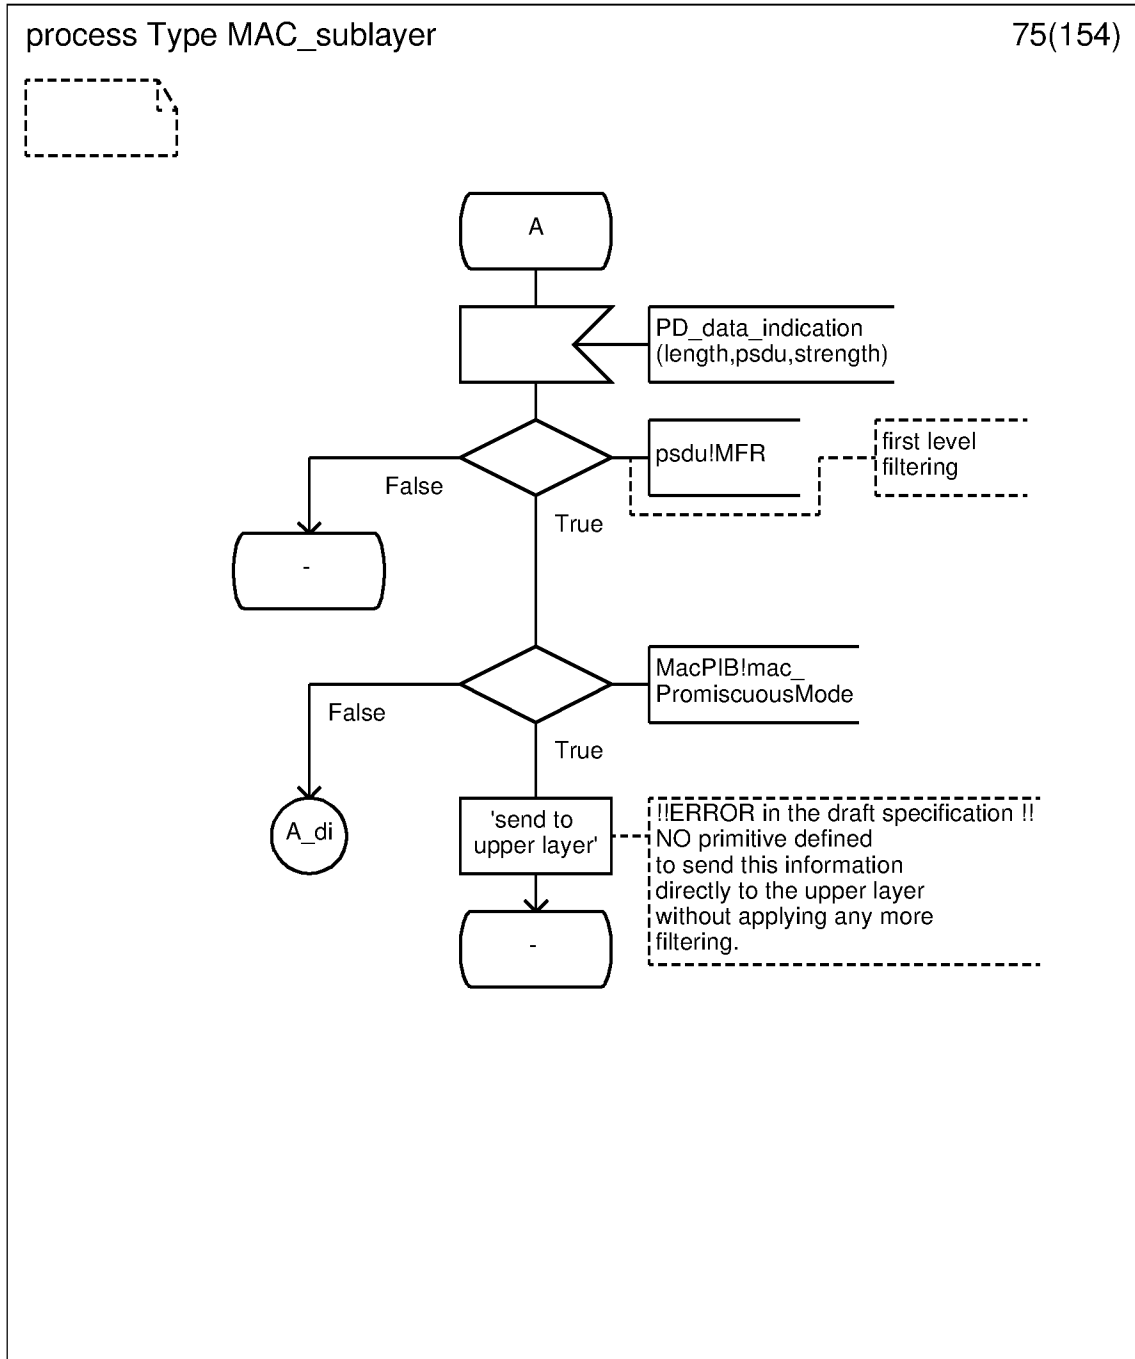 process Type MAC_sublayer
75(154)
A
PD_data_indication
(length,psdu,strength)
psdu!MFR
first level
filtering
False
True
-
MacPIB!mac_
PromiscuousMode
False
True
A_di
'send to
upper layer'
!!ERROR in the draft specification !!
NO primitive defined
to send this information
directly to the upper layer
without applying any more
filtering.
-